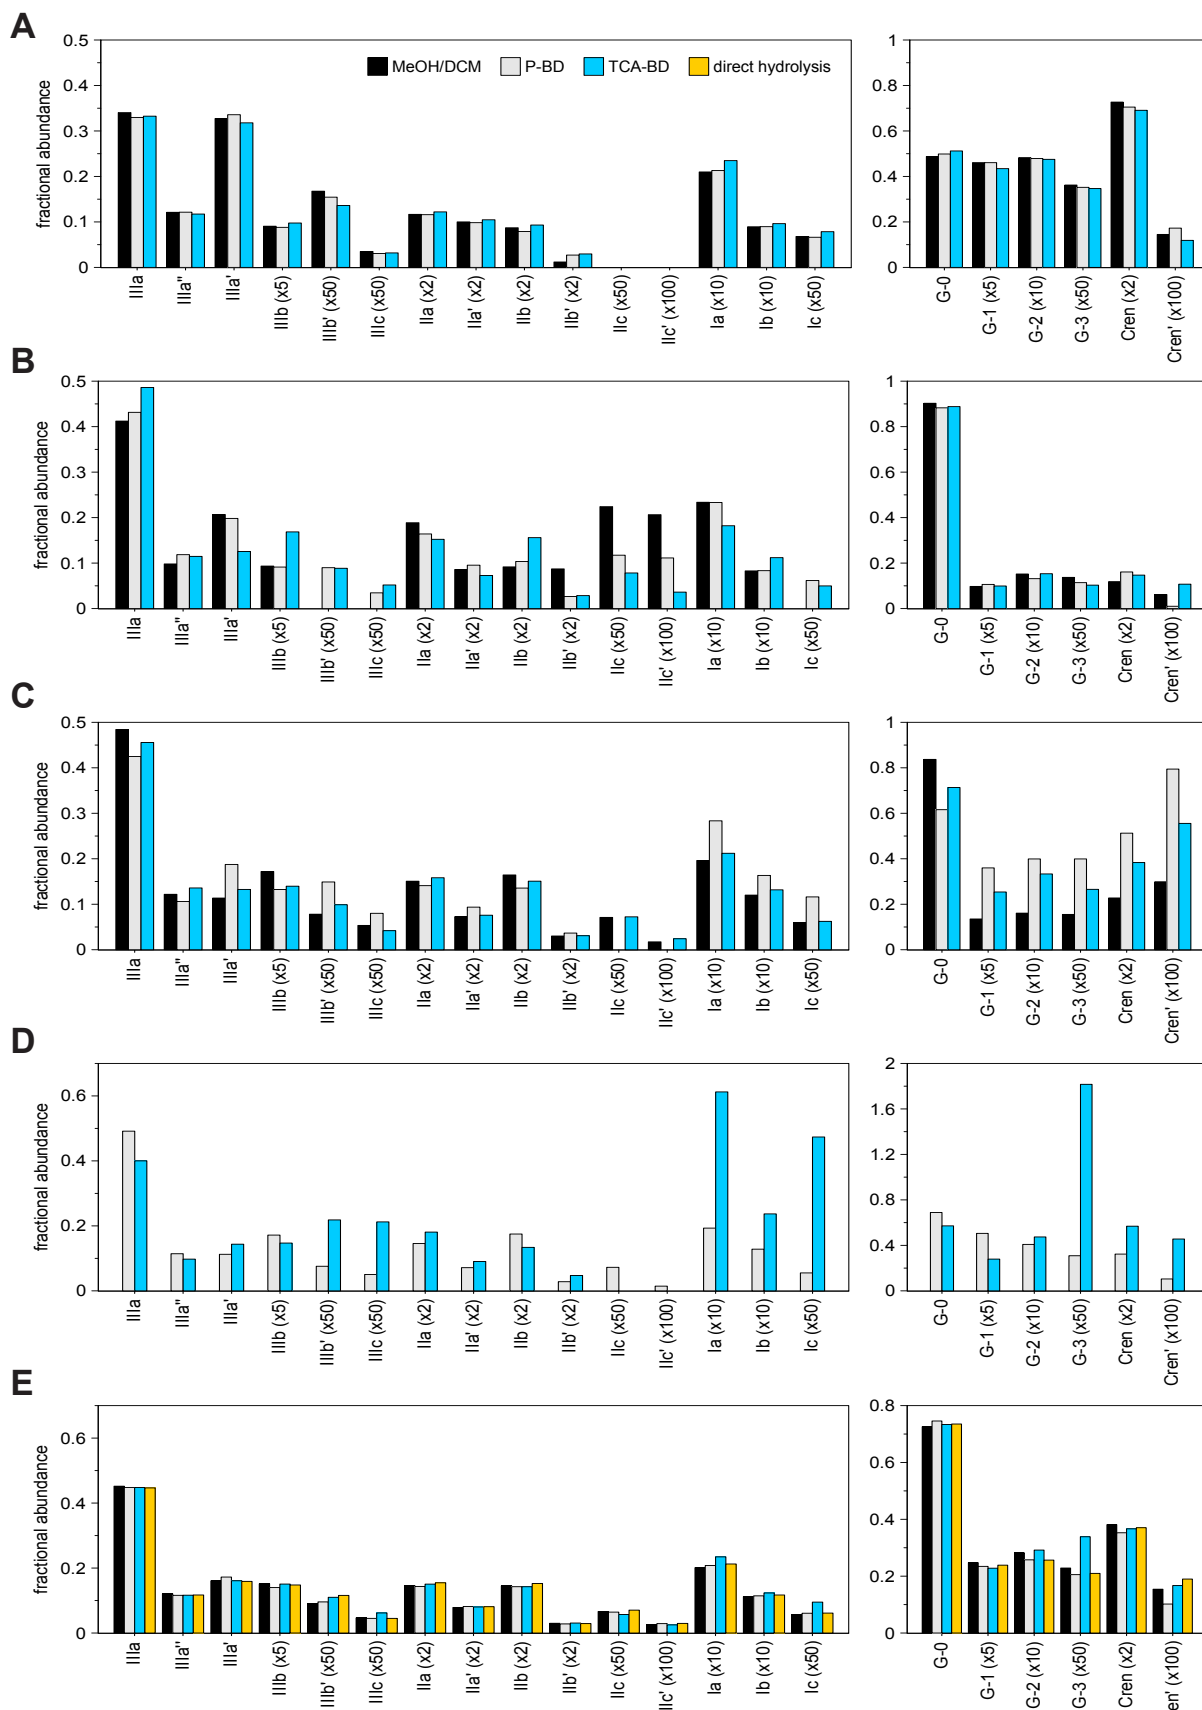 A
fractional abundance
0.5
0.4
0.3
0.2
0.1
0
MeOH/DCM P-BD TCA-BD direct hydrolysis
IIIa IIIa" IIIa' IIIb (x5) IIIb' (x50) IIIc (x50) IIa (x2) IIa' (x2) IIb (x2) IIb' (x2) IIc (x50) IIc' (x100) Ia (x10) Ib (x10) Ic (x50)
1
0.8
0.6
0.4
0.2
0
G-0 G-1 (x5) G-2 (x10) G-3 (x50) Cren (x2) Cren' (x100)
B
fractional abundance
0.5
0.4
0.3
0.2
0.1
0
IIIa IIIa" IIIa' IIIb (x5) IIIb' (x50) IIIc (x50) IIa (x2) IIa' (x2) IIb (x2) IIb' (x2) IIc (x50) IIc' (x100) Ia (x10) Ib (x10) Ic (x50)
1
0.8
0.6
0.4
0.2
0
G-0 G-1 (x5) G-2 (x10) G-3 (x50) Cren (x2) Cren' (x100)
C
fractional abundance
0.5
0.4
0.3
0.2
0.1
0
IIIa IIIa" IIIa' IIIb (x5) IIIb' (x50) IIIc (x50) IIa (x2) IIa' (x2) IIb (x2) IIb' (x2) IIc (x50) IIc' (x100) Ia (x10) Ib (x10) Ic (x50)
1
0.8
0.6
0.4
0.2
0
G-0 G-1 (x5) G-2 (x10) G-3 (x50) Cren (x2) Cren' (x100)
D
fractional abundance
0.6
0.4
0.2
0
IIIa IIIa" IIIa' IIIb (x5) IIIb' (x50) IIIc (x50) IIa (x2) IIa' (x2) IIb (x2) IIb' (x2) IIc (x50) IIc' (x100) Ia (x10) Ib (x10) Ic (x50)
2
1.6
1.2
0.8
0.4
0
G-0 G-1 (x5) G-2 (x10) G-3 (x50) Cren (x2) Cren' (x100)
E
fractional abundance
0.6
0.4
0.2
0
IIIa IIIa" IIIa' IIIb (x5) IIIb' (x50) IIIc (x50) IIa (x2) IIa' (x2) IIb (x2) IIb' (x2) IIc (x50) IIc' (x100) Ia (x10) Ib (x10) Ic (x50)
0.8
0.6
0.4
0.2
0
G-0 G-1 (x5) G-2 (x10) G-3 (x50) Cren (x2) en' (x100)